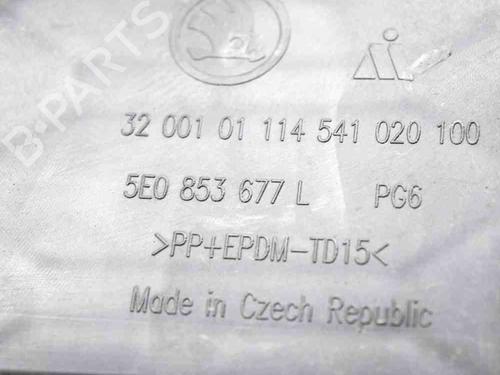 B-PARTS
32 001 01 114 541 020 100
5E0 853 677 L PG6
>PP+EPDM-TD15<
Made in Czech Republic